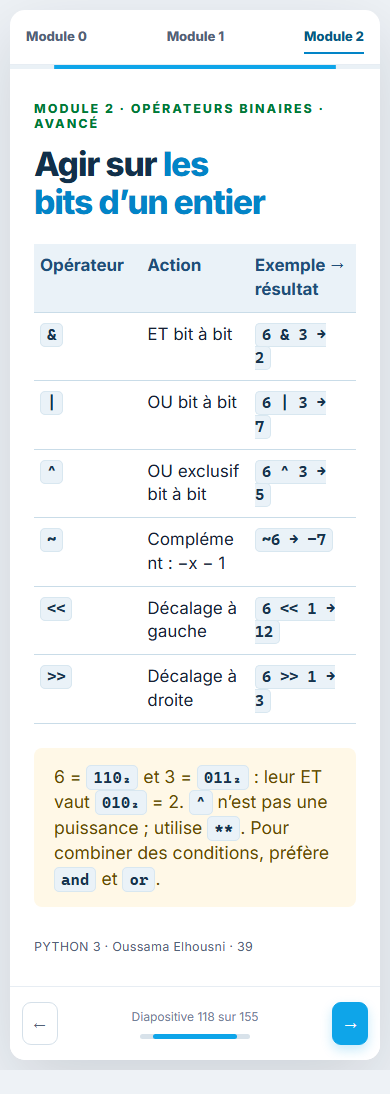 Module 0 Module 1 Module 2
MODULE 2 · OPÉRATEURS BINAIRES ·
AVANCÉ
Agir sur les
bits d’un entier
Opérateur Action Exemple →
résultat
& ET bit à bit 6 & 3 →
2
| OU bit à bit 6 | 3 →
7
^ OU exclusif 6 ^ 3 →
bit à bit 5
~ Compléme ~6 → −7
nt : −x − 1
<< Décalage à 6 << 1 →
gauche 12
>> Décalage à 6 >> 1 →
droite 3
6 = 110₂ et 3 = 011₂ : leur ET
vaut 010₂ = 2. ^ n’est pas une
puissance ; utilise **. Pour
combiner des conditions, préfère
and et or.
PYTHON 3 · Oussama Elhousni · 39
← Diapositive 118 sur 155 →